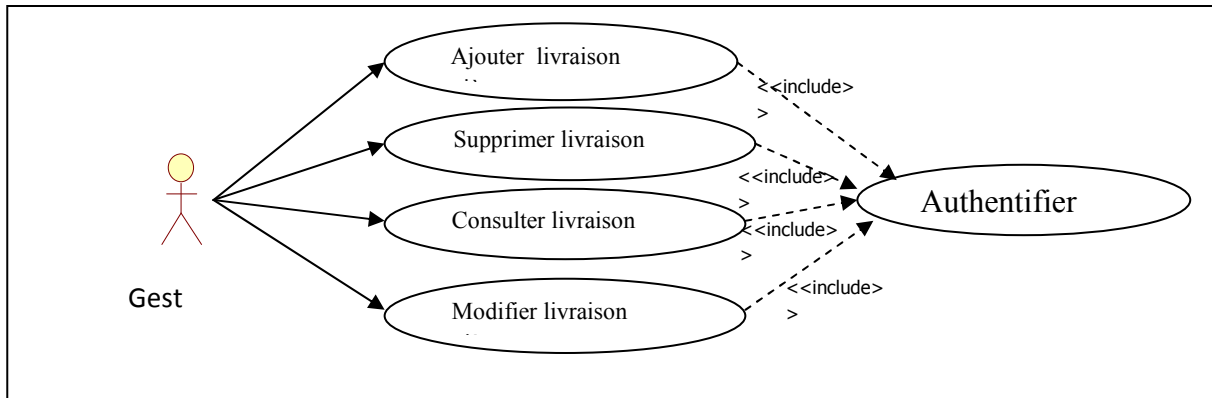 Ajouter livraison
<<include>
>
Supprimer livraison
<<include>
>
Consulter livraison
<<include>
>
Authentifier
Gest
Modifier livraison
<<include>
>